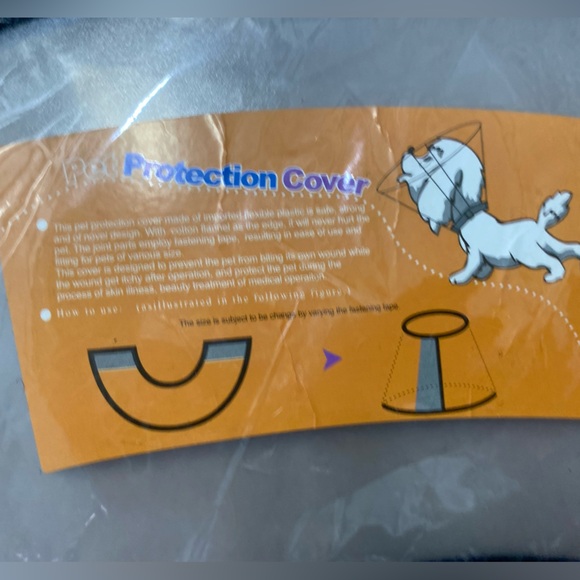 Pet Protection Cover
This pet protection cover made of imported flexible plastic is safe, strong
and of novel design. With cotton flannel as the edge, it will never hurt the
pet. The joint parts employ fastening tape, resulting in ease of use and
fitting for pets of various size.
This cover is designed to prevent the pet from biting its own wound while
the wound get itchy after operation, and protect the pet during the
process of skin illness, beauty treatment of medical operation.
How to use: (as illustrated in the following figure)
The size is subject to be change by varying the fastening tape